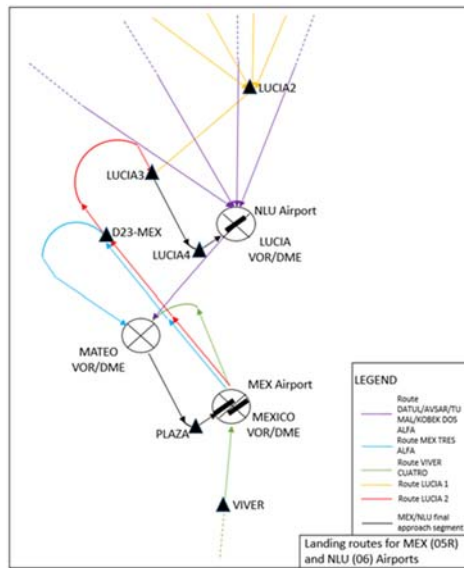 LUCIA2
LUCIA3
NLU Airport
D23-MEX
LUCIA4
LUCIA
VOR/DME
MATEO
VOR/DME
MEX Airport
PLAZA
MEXICO
VOR/DME
VIVER
LEGEND
Route
DATUL/AVSAR/TU
MAL/KOBEK DOS
ALFA
Route MEX TRES
ALFA
Route VIVER
CUATRO
Route LUCIA 1
Route LUCIA 2
MEX/NLU final
approach segment
Landing routes for MEX (05R)
and NLU (06) Airports